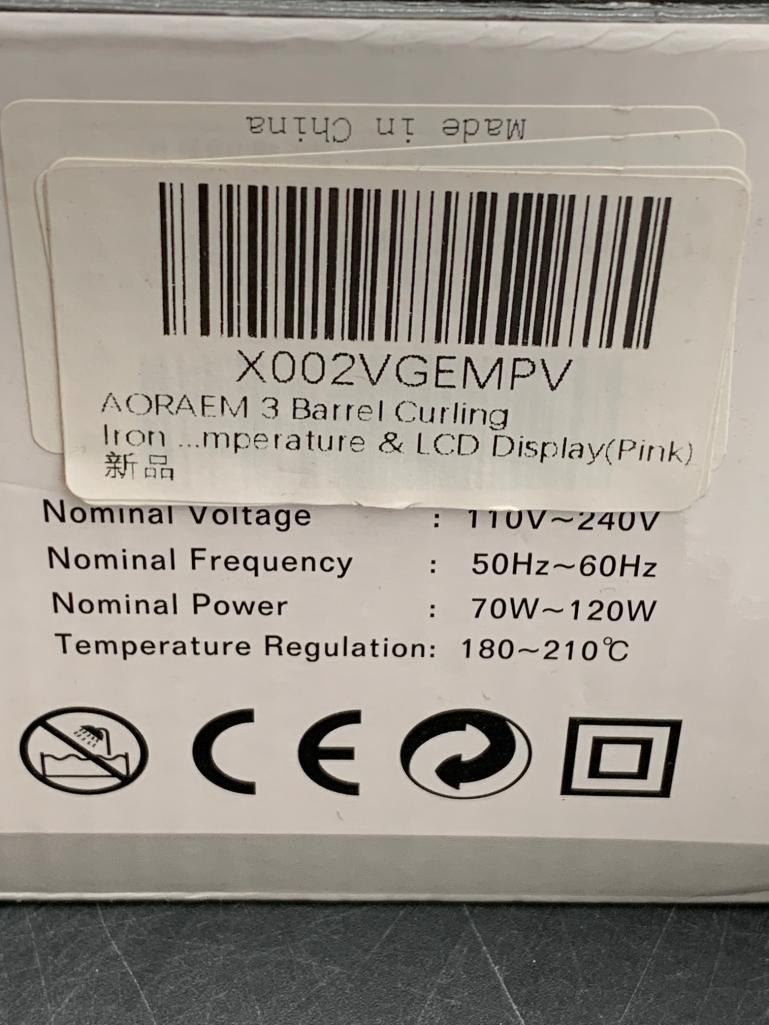 Made in China
X002VGEMPV
AORAEM 3 Barrel Curling
Iron ...mperature & LCD Display(Pink)
新品
Nominal Voltage : 110V~240V
Nominal Frequency : 50Hz~60Hz
Nominal Power : 70W~120W
Temperature Regulation: 180~210℃
CE